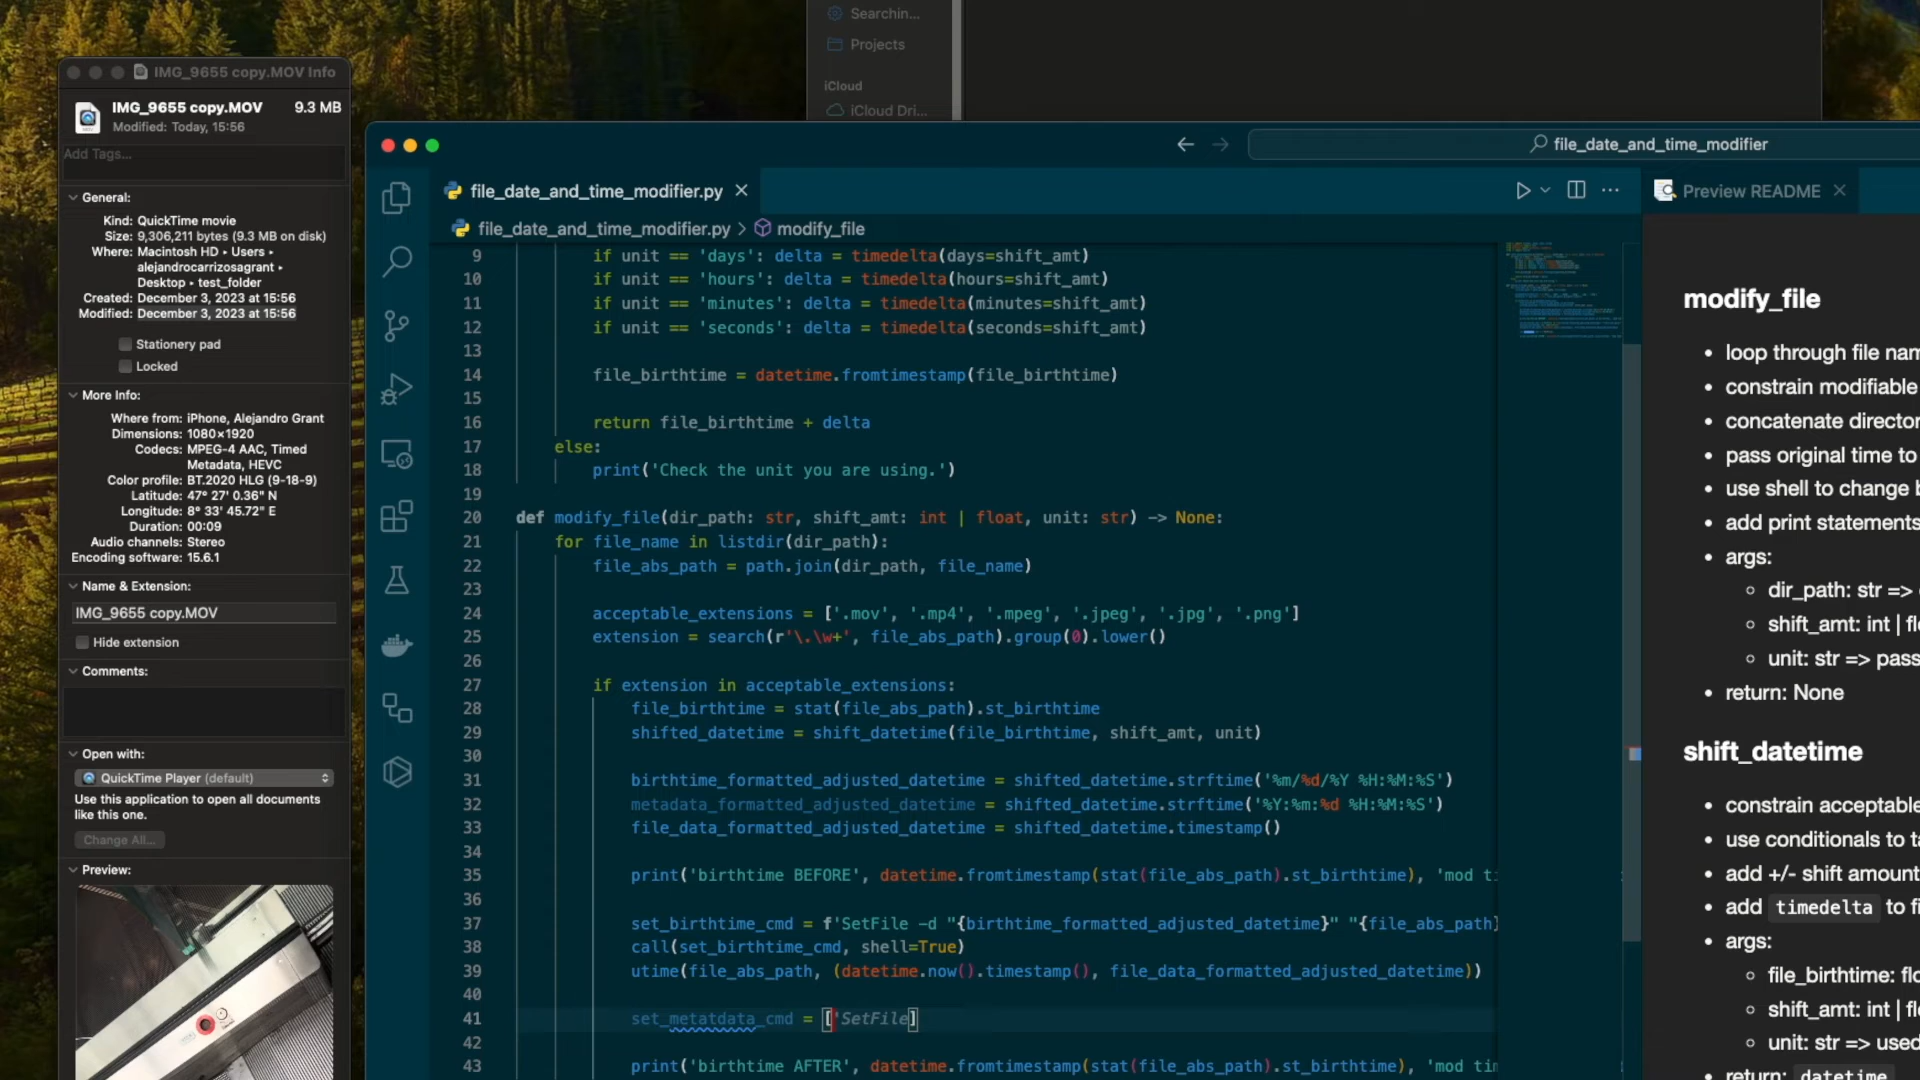 Searchin...
Projects
iCloud
iCloud Dri...
IMG_9655 copy.MOV Info
IMG_9655 copy.MOV 9.3 MB
Modified: Today, 15:56
Add Tags...
General:
Kind: QuickTime movie
Size: 9,306,211 bytes (9.3 MB on disk)
Where: Macintosh HD ▸ Users ▸
alejandrocarrizosagrant ▸
Desktop ▸ test_folder
Created: December 3, 2023 at 15:56
Modified: December 3, 2023 at 15:56
Stationery pad
Locked
More Info:
Where from: iPhone, Alejandro Grant
Dimensions: 1080×1920
Codecs: MPEG-4 AAC, Timed
Metadata, HEVC
Color profile: BT.2020 HLG (9-18-9)
Latitude: 47° 27' 0.36" N
Longitude: 8° 33' 45.72" E
Duration: 00:09
Audio channels: Stereo
Encoding software: 15.6.1
Name & Extension:
IMG_9655 copy.MOV
Hide extension
Comments:
Open with:
QuickTime Player (default)
Use this application to open all documents
like this one.
Change All...
Preview:
file_date_and_time_modifier
file_date_and_time_modifier.py
file_date_and_time_modifier.py > modify_file
9 if unit == 'days': delta = timedelta(days=shift_amt)
10 if unit == 'hours': delta = timedelta(hours=shift_amt)
11 if unit == 'minutes': delta = timedelta(minutes=shift_amt)
12 if unit == 'seconds': delta = timedelta(seconds=shift_amt)
13
14 file_birthtime = datetime.fromtimestamp(file_birthtime)
15
16 return file_birthtime + delta
17 else:
18 print('Check the unit you are using.')
19
20 def modify_file(dir_path: str, shift_amt: int | float, unit: str) -> None:
21 for file_name in listdir(dir_path):
22 file_abs_path = path.join(dir_path, file_name)
23
24 acceptable_extensions = ['.mov', '.mp4', '.mpeg', '.jpeg', '.jpg', '.png']
25 extension = search(r'\.\w+', file_abs_path).group(0).lower()
26
27 if extension in acceptable_extensions:
28 file_birthtime = stat(file_abs_path).st_birthtime
29 shifted_datetime = shift_datetime(file_birthtime, shift_amt, unit)
30
31 birthtime_formatted_adjusted_datetime = shifted_datetime.strftime('%m/%d/%Y %H:%M:%S')
32 metadata_formatted_adjusted_datetime = shifted_datetime.strftime('%Y:%m:%d %H:%M:%S')
33 file_data_formatted_adjusted_datetime = shifted_datetime.timestamp()
34
35 print('birthtime BEFORE', datetime.fromtimestamp(stat(file_abs_path).st_birthtime), 'mod ti
36
37 set_birthtime_cmd = f'SetFile -d "{birthtime_formatted_adjusted_datetime}" "{file_abs_path}
38 call(set_birthtime_cmd, shell=True)
39 utime(file_abs_path, (datetime.now().timestamp(), file_data_formatted_adjusted_datetime))
40
41 set_metatdata_cmd = ['SetFile]
42
43 print('birthtime AFTER', datetime.fromtimestamp(stat(file_abs_path).st_birthtime), 'mod tim
Preview README
modify_file
• loop through file nam
• constrain modifiable
• concatenate director
• pass original time to
• use shell to change b
• add print statements
• args:
◦ dir_path: str =>
◦ shift_amt: int | flo
◦ unit: str => pass
• return: None
shift_datetime
• constrain acceptable
• use conditionals to ta
• add +/- shift amount
• add timedelta to fi
• args:
◦ file_birthtime: flo
◦ shift_amt: int | flo
◦ unit: str => used
• return: datetime